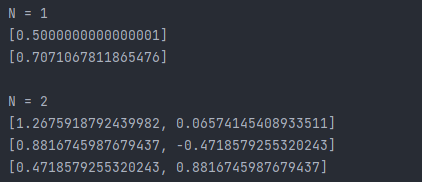 N = 1
[0.5000000000000001]
[0.7071067811865476]
N = 2
[1.2675918792439982, 0.06574145408933511]
[0.8816745987679437, -0.4718579255320243]
[0.4718579255320243, 0.8816745987679437]